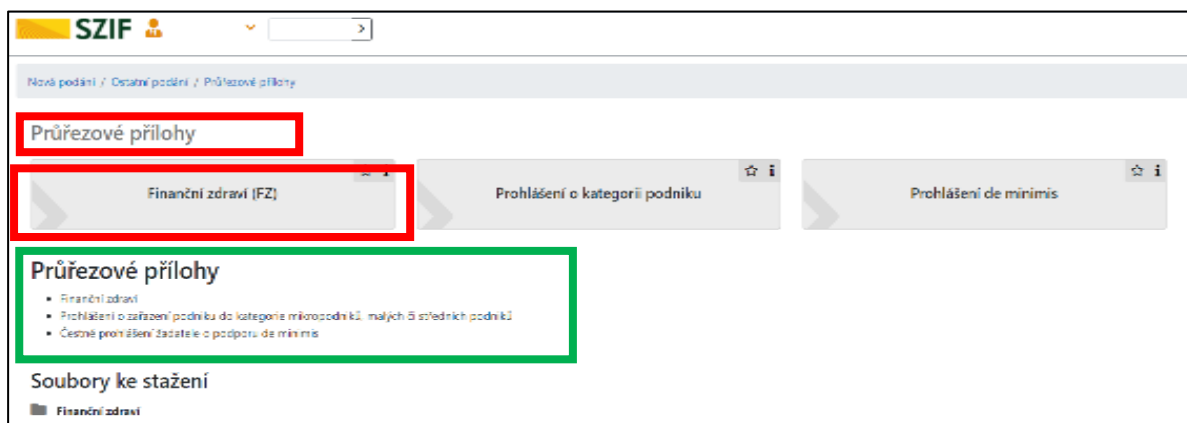 SZIF
Nová podání / Ostatní podání / Průřezové přílohy
Průřezové přílohy
Finanční zdraví (FZ)
Prohlášení o kategorii podniku
Prohlášení de minimis
Průřezové přílohy
Finanční zdraví
Prohlášení o zařazení podniku do kategorie mikropodniků, malých či středních podniků
Čestné prohlášení žadatele o podporu de minimis
Soubory ke stažení
Finanční zdraví